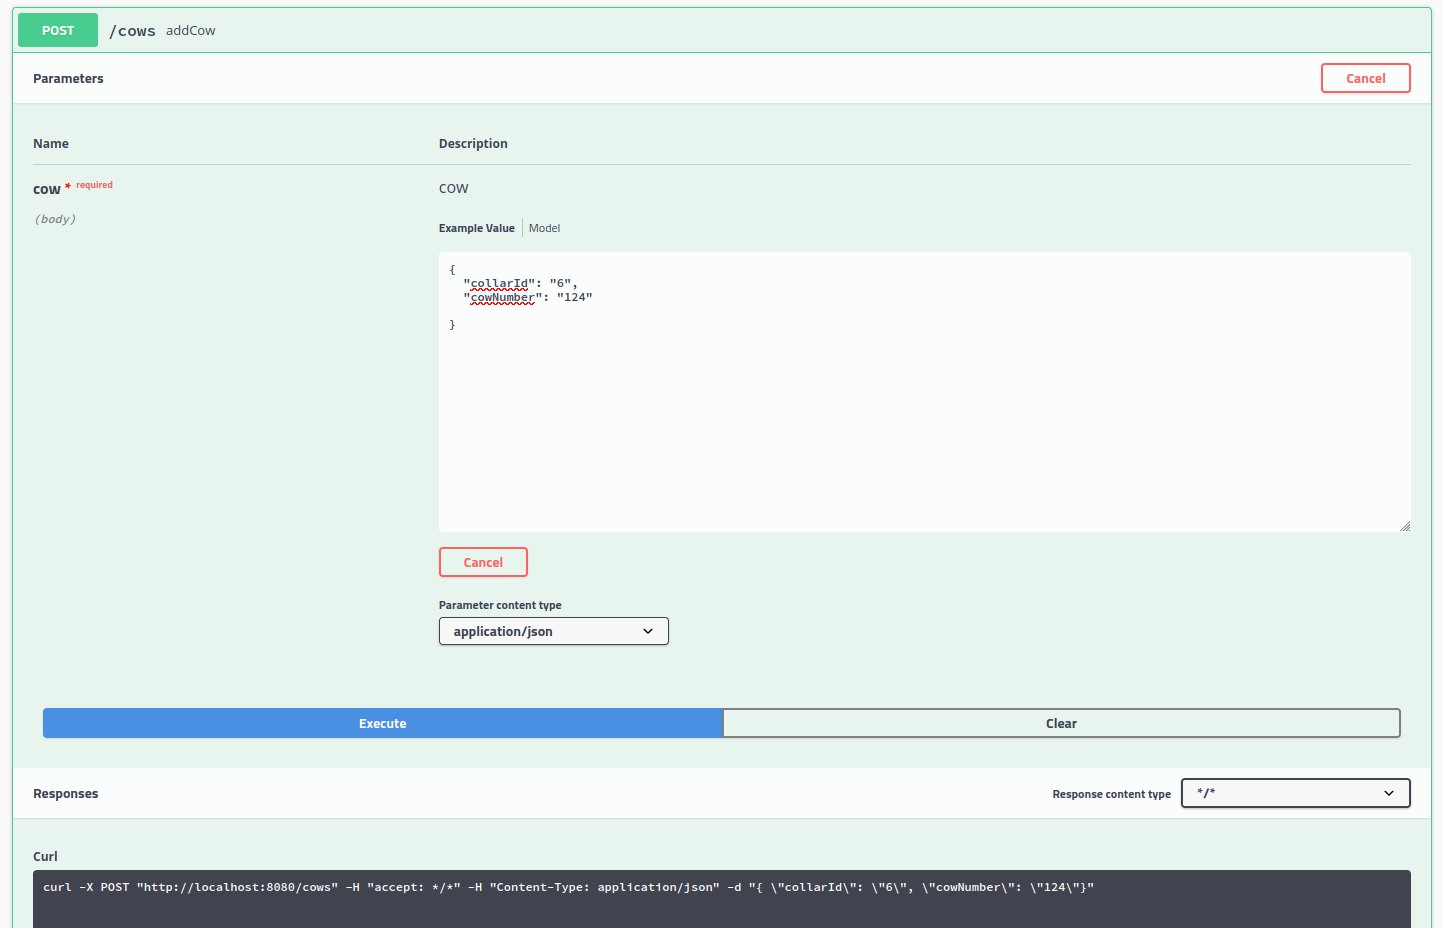 POST /cows addCow
Parameters Cancel
Name Description
cow * required cow
(body)
Example Value Model
{
"collarId": "6",
"cowNumber": "124"
}
Cancel
Parameter content type
application/json
Execute Clear
Responses Response content type */*
Curl
curl -X POST "http://localhost:8080/cows" -H "accept: */*" -H "Content-Type: application/json" -d "{ \"collarId\": \"6\", \"cowNumber\": \"124\"}"